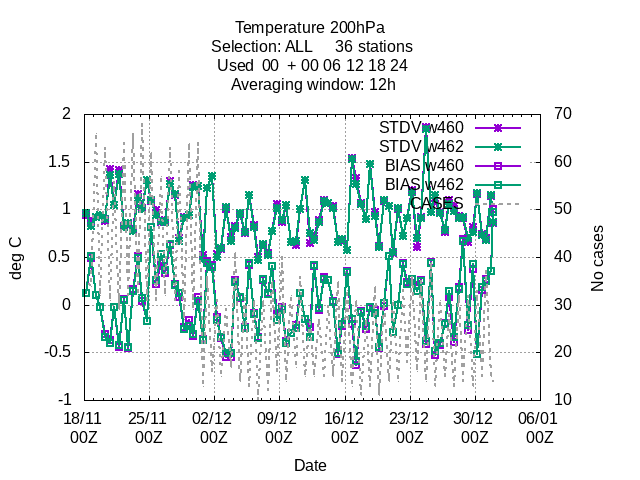 Temperature 200hPa
Selection: ALL     36 stations
Used  00  + 00 06 12 18 24
Averaging window: 12h
STDV w460
STDV w462
BIAS w460
BIAS w462
CASES
2
1.5
1
0.5
0
-0.5
-1
deg C
70
60
50
40
30
20
10
No cases
18/11 25/11 02/12 09/12 16/12 23/12 30/12 06/01
00Z 00Z 00Z 00Z 00Z 00Z 00Z 00Z
Date